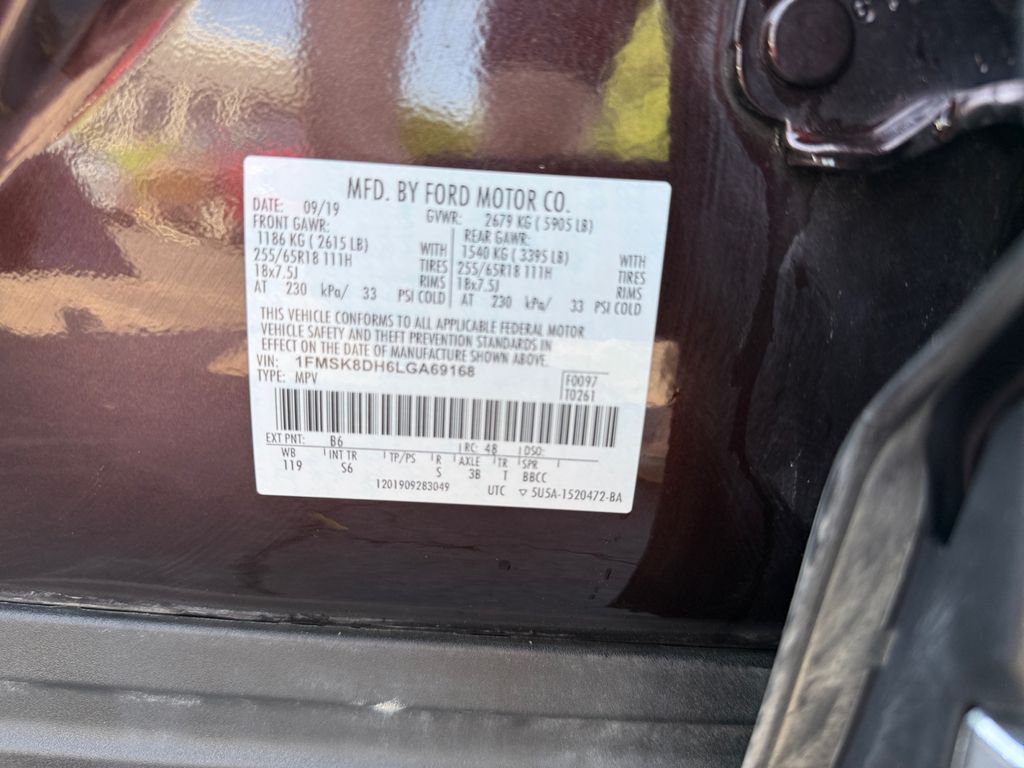 MFD. BY FORD MOTOR CO.
DATE: 09/19 GVWR: 2679 KG ( 5905 LB)
FRONT GAWR: REAR GAWR:
1186 KG ( 2615 LB) WITH 1540 KG ( 3395 LB) WITH
255/65R18 111H TIRES 255/65R18 111H TIRES
18x7.5J RIMS 18x7.5J RIMS
AT 230 kPa/ 33 PSI COLD AT 230 kPa/ 33 PSI COLD
THIS VEHICLE CONFORMS TO ALL APPLICABLE FEDERAL MOTOR
VEHICLE SAFETY AND THEFT PREVENTION STANDARDS IN
EFFECT ON THE DATE OF MANUFACTURE SHOWN ABOVE.
VIN: 1FMSK8DH6LGA69168
TYPE: MPV F0097
T0261
EXT PNT: B6 RC: 48 DSO:
WB INT TR TP/PS R AXLE TR SPR
119 S6 S 3B T BBCC
1201909283049 UTC ▽ 5U5A-1520472-BA